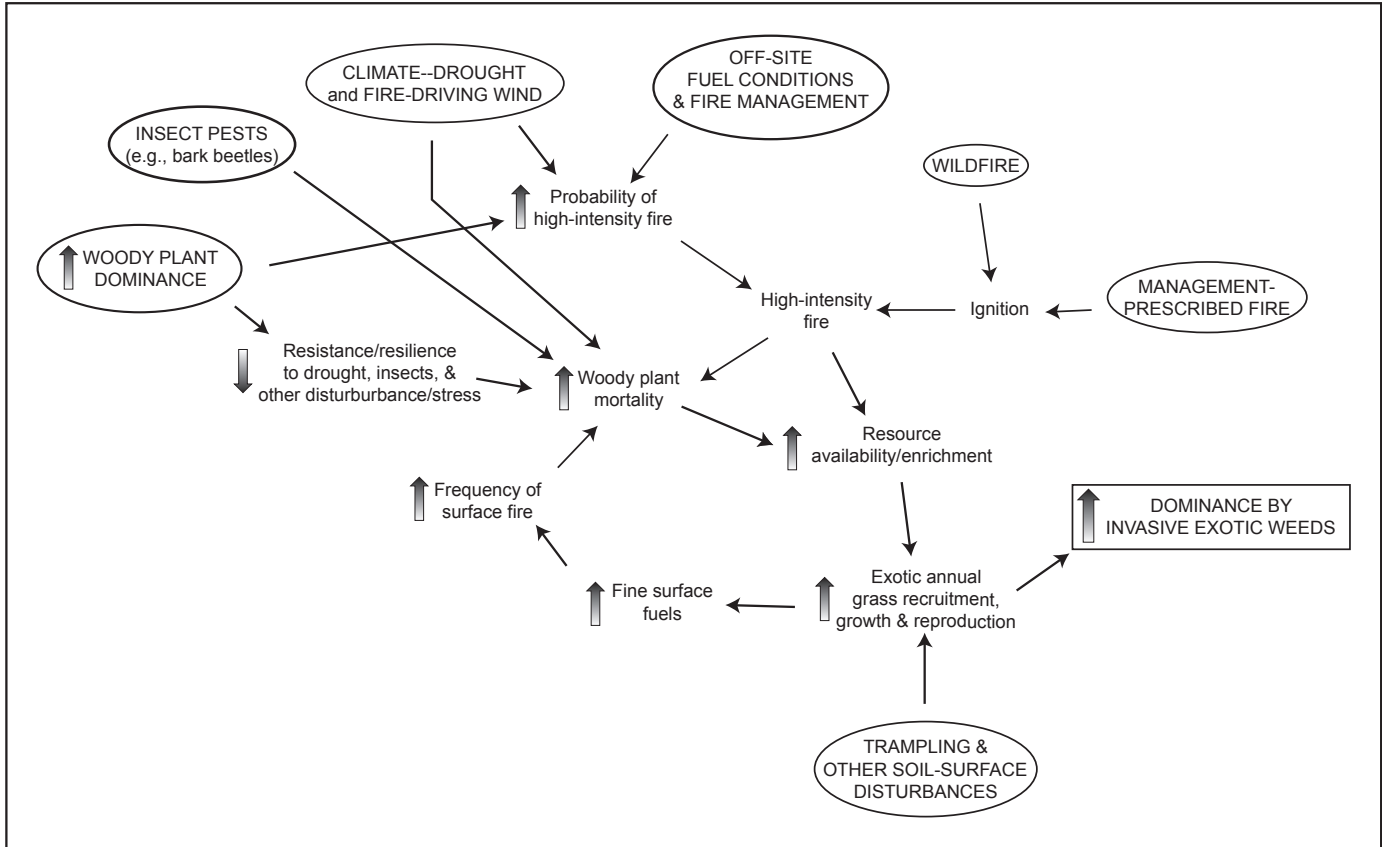 CLIMATE--DROUGHT
and FIRE-DRIVING WIND
OFF-SITE
FUEL CONDITIONS
& FIRE MANAGEMENT
INSECT PESTS
(e.g., bark beetles)
WILDFIRE
Probability of
high-intensity fire
WOODY PLANT
DOMINANCE
High-intensity
fire
Ignition
MANAGEMENT-
PRESCRIBED FIRE
Resistance/resilience
to drought, insects, &
other disturburbance/stress
Woody plant
mortality
Resource
availability/enrichment
Frequency of
surface fire
DOMINANCE BY
INVASIVE EXOTIC WEEDS
Fine surface
fuels
Exotic annual
grass recruitment,
growth & reproduction
TRAMPLING &
OTHER SOIL-SURFACE
DISTURBANCES